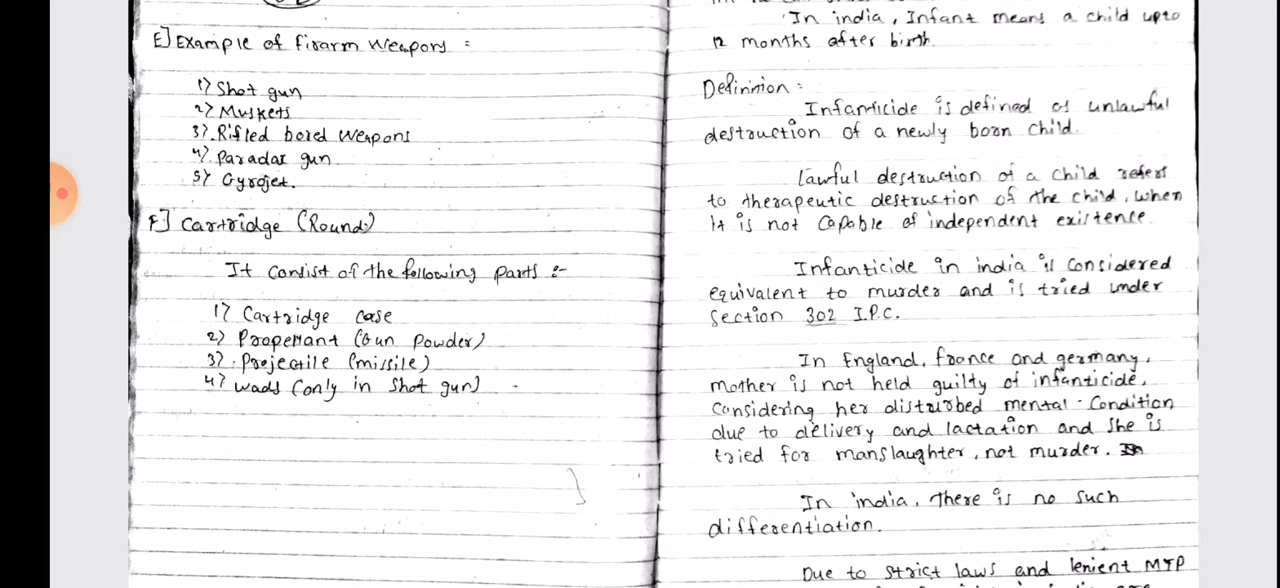 E] Example of firarm weapons :
1) Shot gun
2) Muskets
3) Rifled bored weapons
4) Paradax gun
5) Gyrojet.
F] Cartridge (Round)
It consist of the following parts :-
1) Cartridge case
2) Propellant (Gun Powder)
3) Projectile (missile)
4) wads (only in shot gun)
In india, Infant means a child upto
12 months after birth.
Definition :
Infanticide is defined as unlawful
destruction of a newly born child.
Lawful destruction of a child refers
to therapeutic destruction of the child, when
it is not capable of independent existence.
Infanticide in india is considered
equivalent to murder and is tried under
Section 302 I.P.C.
In England, france and germany,
mother is not held guilty of infanticide,
considering her disturbed mental condition
due to delivery and lactation and she is
tried for manslaughter, not murder.
In india, There is no such
differentiation.
Due to strict laws and lenient MTP